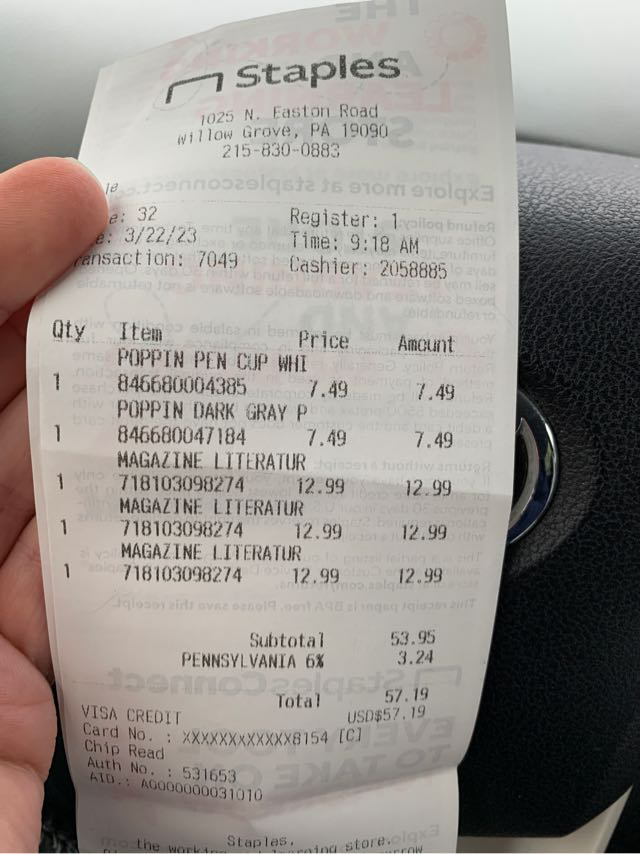 Staples
1025 N. Easton Road
Willow Grove, PA 19090
215-830-0883
32 Register: 1
3/22/23 Time: 9:18 AM
ansaction: 7049 Cashier: 2058885
Qty Item Price Amount
POPPIN PEN CUP WHI
1 846680004385 7.49 7.49
POPPIN DARK GRAY P
1 846680047184 7.49 7.49
MAGAZINE LITERATUR
1 718103098274 12.99 12.99
MAGAZINE LITERATUR
1 718103098274 12.99 12.99
MAGAZINE LITERATUR
1 718103098274 12.99 12.99
Subtotal 53.95
PENNSYLVANIA 6% 3.24
Total 57.19
VISA CREDIT USD$57.19
Card No. : XXXXXXXXXXXX8154 [C]
Chip Read
Auth No. : 531653
AID.: A0000000031010
Staples.
the working and learning store.